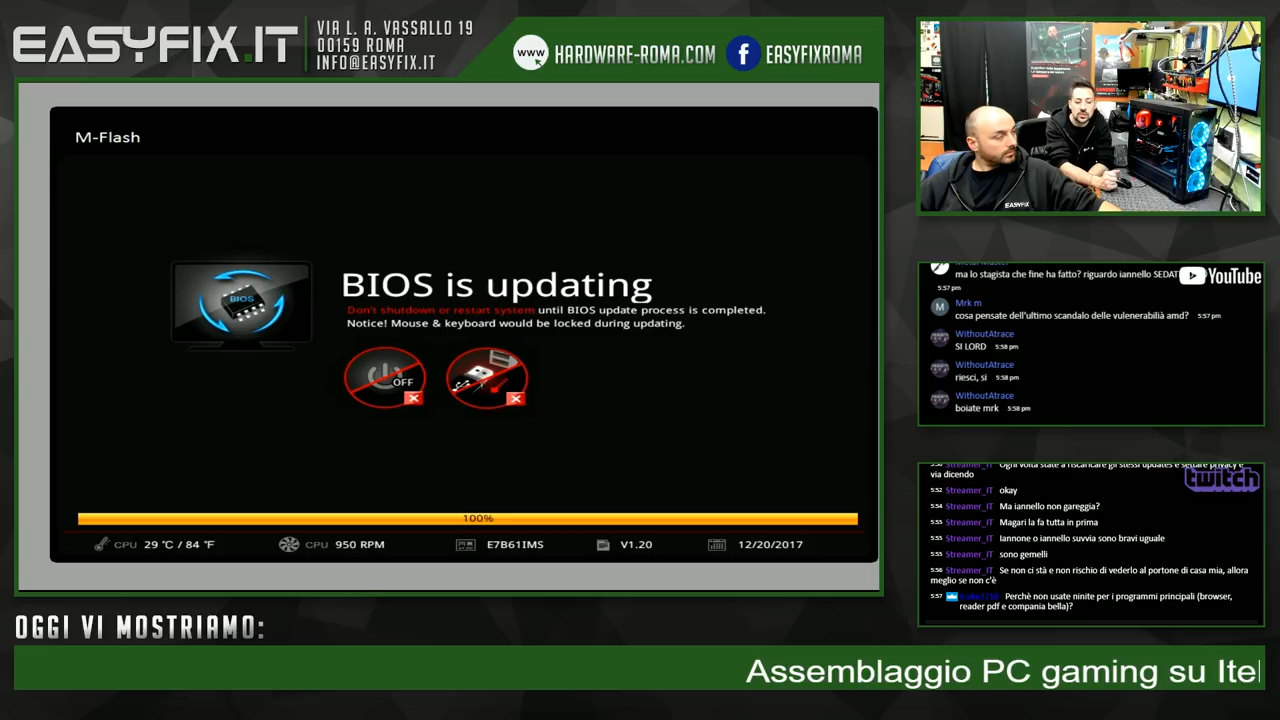 EASYFIX.IT
VIA L. A. VASSALLO 19
00159 ROMA
INFO@EASYFIX.IT
www
HARDWARE-ROMA.COM
f
EASYFIXROMA
M-Flash
BIOS
BIOS is updating
Don't shutdown or restart system until BIOS update process is completed.
Notice! Mouse & keyboard would be locked during updating.
OFF
100%
CPU 29 °C / 84 °F
CPU 950 RPM
E7B61IMS
V1.20
12/20/2017
EASYFIX
ma lo stagista che fine ha fatto? riguardo iannello SEDAT
5:57 pm
YouTube
M
Mrk m
cosa pensate dell'ultimo scandalo delle vulenerabilià amd? 5:57 pm
WithoutAtrace
SI LORD 5:58 pm
WithoutAtrace
riesci, si 5:58 pm
WithoutAtrace
boiate mrk 5:58 pm
Streamer_IT Ogni volta state a riscaricare gli stessi updates e settare privacy e
via dicendo
twitch
5:52 Streamer_IT okay
5:54 Streamer_IT Ma iannello non gareggia?
5:55 Streamer_IT Magari la fa tutta in prima
5:55 Streamer_IT Iannone o iannello suvvia sono bravi uguale
5:55 Streamer_IT sono gemelli
5:56 Streamer_IT Se non ci stà e non rischio di vederlo al portone di casa mia, allora
meglio se non c'è
5:57 Perchè non usate ninite per i programmi principali (browser,
reader pdf e compania bella)?
OGGI VI MOSTRIAMO:
Assemblaggio PC gaming su Ite